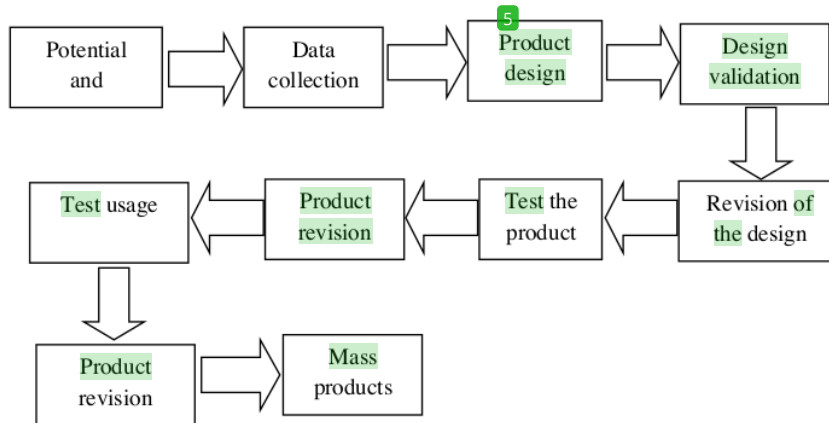 Potential
and
Data
collection
5
Product
design
Design
validation
Revision of
the design
Test the
product
Product
revision
Test usage
Product
revision
Mass
products